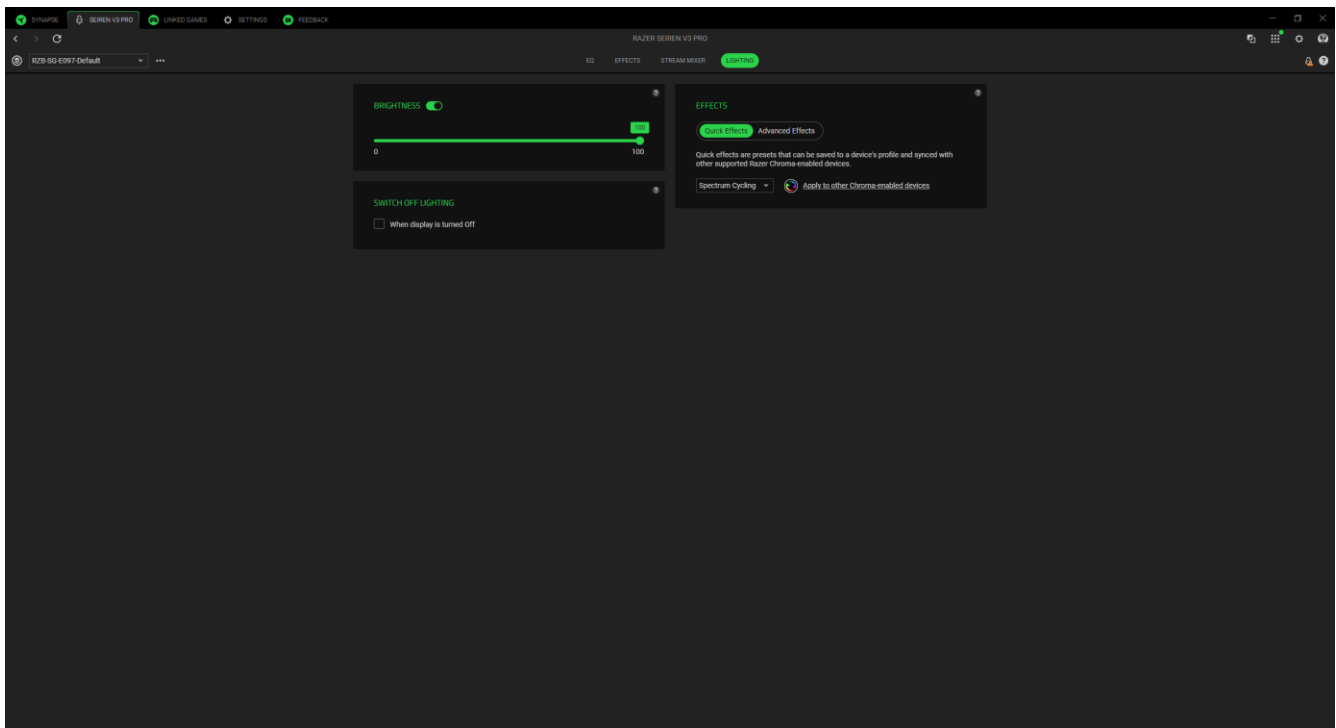 SYNAPSE
SEIREN V3 PRO
LINKED GAMES
SETTINGS
FEEDBACK
RAZER SEIREN V3 PRO
RZB-SG-E097-Default
EQ
EFFECTS
STREAM MIXER
LIGHTING
BRIGHTNESS
100
0
100
SWITCH OFF LIGHTING
When display is turned Off
EFFECTS
Quick Effects
Advanced Effects
Quick effects are presets that can be saved to a device's profile and synced with
other supported Razer Chroma-enabled devices.
Spectrum Cycling
Apply to other Chroma-enabled devices